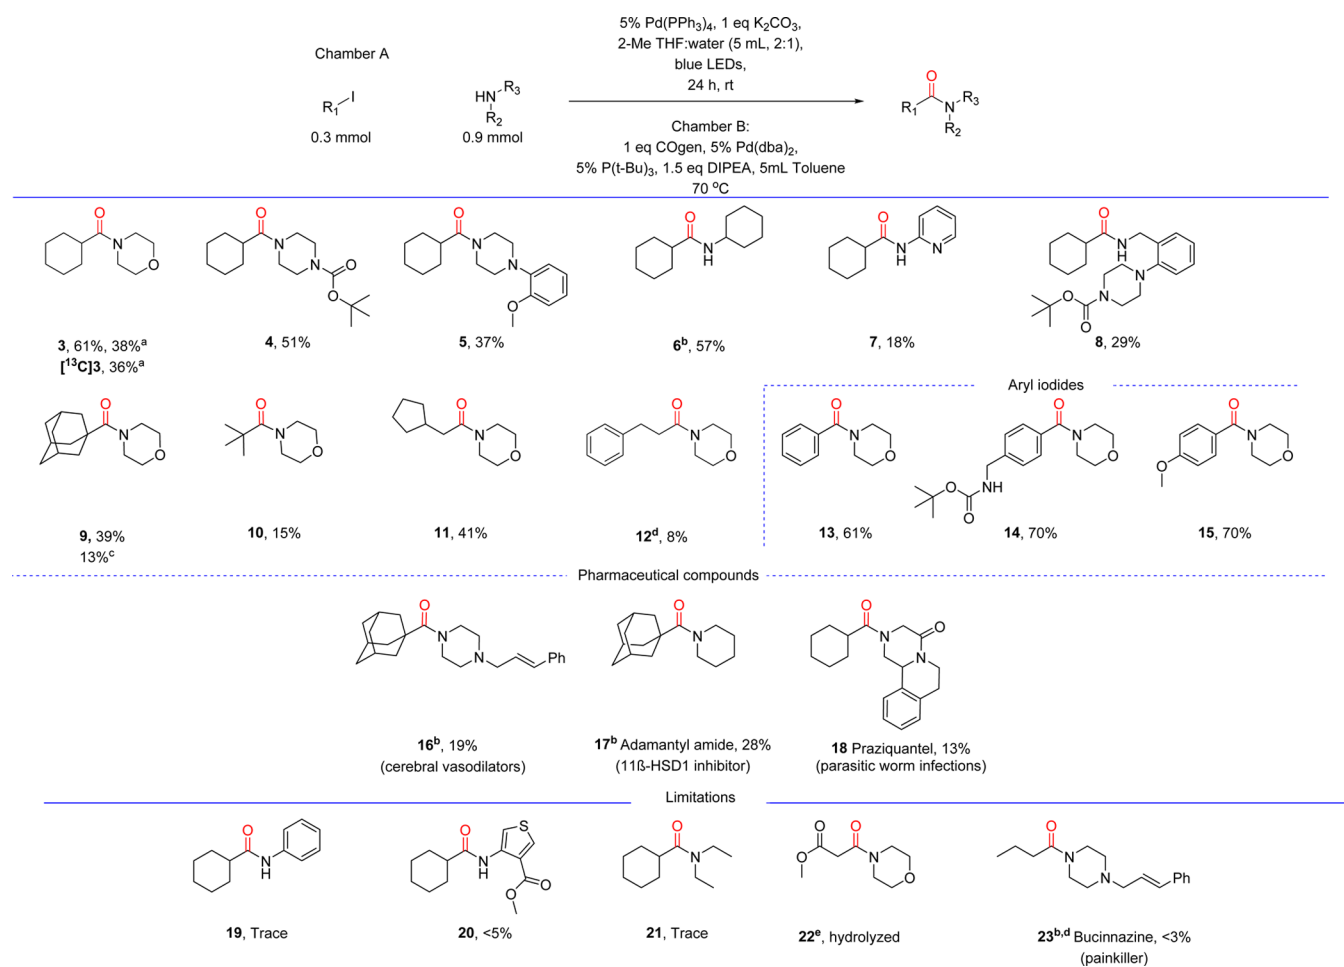 Chamber A
R1 I
0.3 mmol
HN R3
R2
0.9 mmol
5% Pd(PPh3)4, 1 eq K2CO3,
2-Me THF:water (5 mL, 2:1),
blue LEDs,
24 h, rt
Chamber B:
1 eq COgen, 5% Pd(dba)2,
5% P(t-Bu)3, 1.5 eq DIPEA, 5mL Toluene
70 °C
O
R1 N R3
R2
O
N
O
3, 61%, 38%a
[13C]3, 36%a
O
N
N O
O
4, 51%
O
N
N
O
5, 37%
O
N
H
6b, 57%
O
N
H N
7, 18%
O
N
H
N
O N
O
8, 29%
O
N
O
9, 39%
13%c
O
N
O
10, 15%
O
N
O
11, 41%
O
N
O
12d, 8%
Aryl iodides
O
N
O
13, 61%
O
N
O
O NH
O
14, 70%
O
N
O
O
15, 70%
Pharmaceutical compounds
O
N
N Ph
16b, 19%
(cerebral vasodilators)
O
N
17b Adamantyl amide, 28%
(11ß-HSD1 inhibitor)
O
N O
N
18 Praziquantel, 13%
(parasitic worm infections)
Limitations
O
N
H
19, Trace
O S
N
H
O
O
20, <5%
O
N
21, Trace
O O
O N
O
22e, hydrolyzed
O
N
N Ph
23b,d Bucinnazine, <3%
(painkiller)